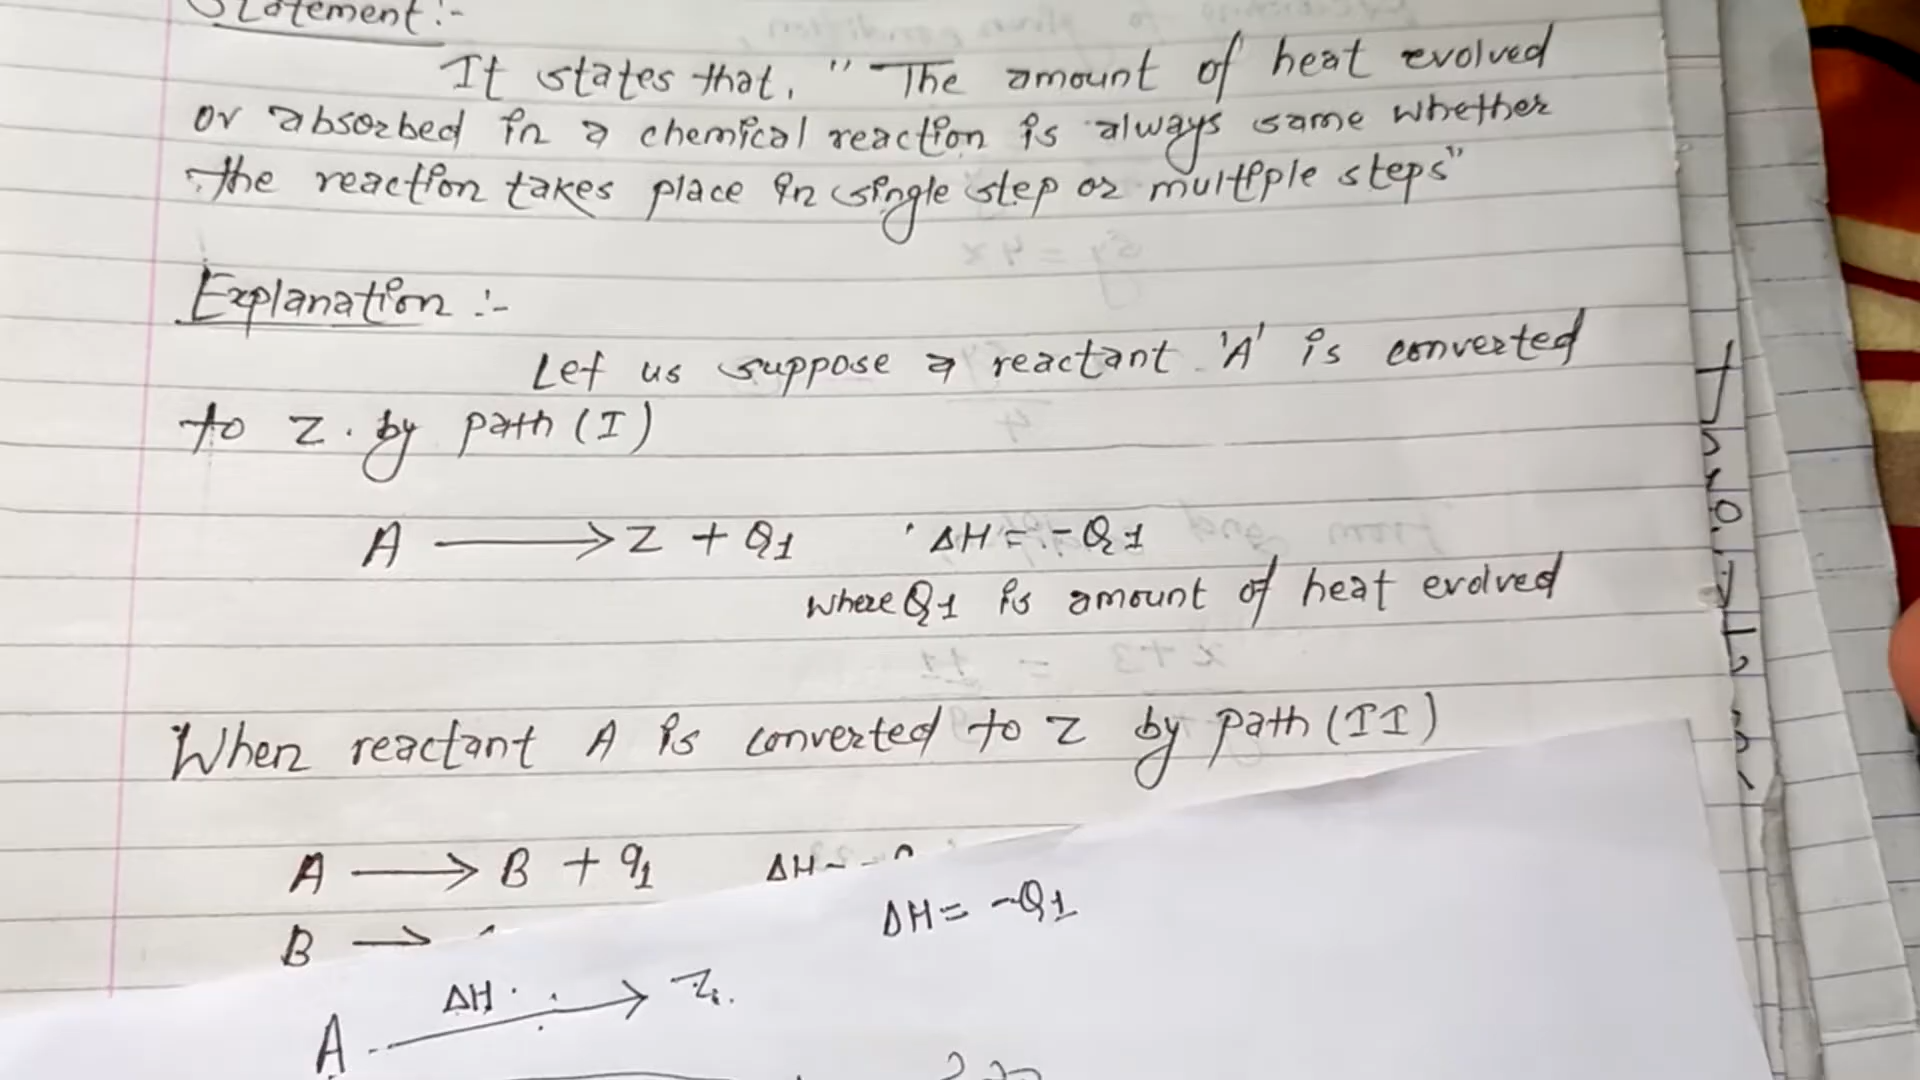 Statement :-
It states that, "The amount of heat evolved
or absorbed in a chemical reaction is always same whether
the reaction takes place in single step or multiple steps"
Explanation :-
Let us suppose a reactant 'A' is converted
to Z. by path (I)
A ⟶ Z + Q1 ΔH = -Q1
where Q1 is amount of heat evolved
When reactant A is converted to Z by path (II)
A ⟶ B + q1 ΔH
B ⟶
ΔH = -Q1
ΔH
A ⟶ Z